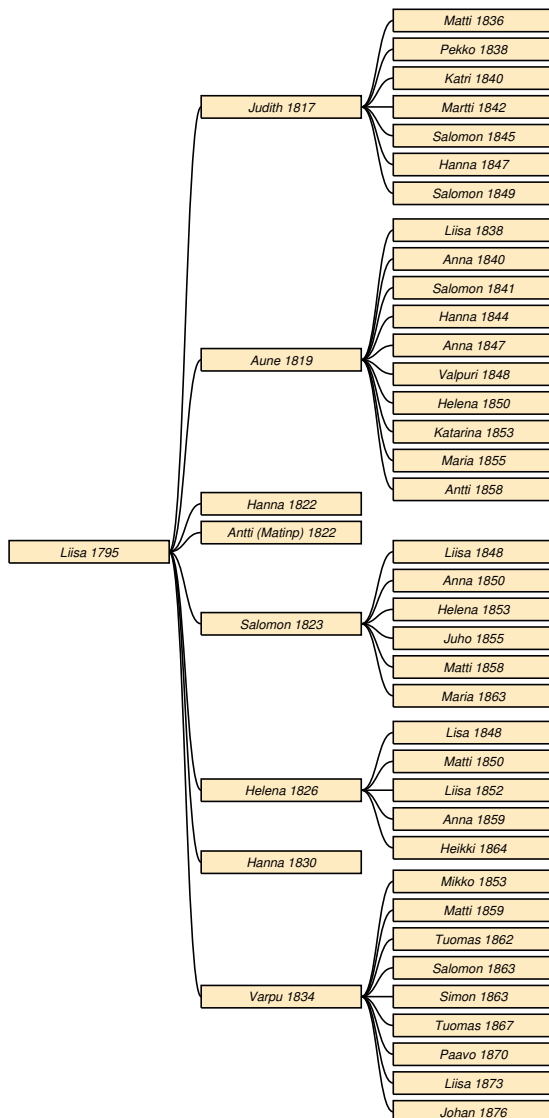 Liisa 1795
Judith 1817
Matti 1836
Pekko 1838
Katri 1840
Martti 1842
Salomon 1845
Hanna 1847
Salomon 1849
Aune 1819
Liisa 1838
Anna 1840
Salomon 1841
Hanna 1844
Anna 1847
Valpuri 1848
Helena 1850
Katarina 1853
Maria 1855
Antti 1858
Hanna 1822
Antti (Matinp) 1822
Salomon 1823
Liisa 1848
Anna 1850
Helena 1853
Juho 1855
Matti 1858
Maria 1863
Helena 1826
Lisa 1848
Matti 1850
Liisa 1852
Anna 1859
Heikki 1864
Hanna 1830
Varpu 1834
Mikko 1853
Matti 1859
Tuomas 1862
Salomon 1863
Simon 1863
Tuomas 1867
Paavo 1870
Liisa 1873
Johan 1876